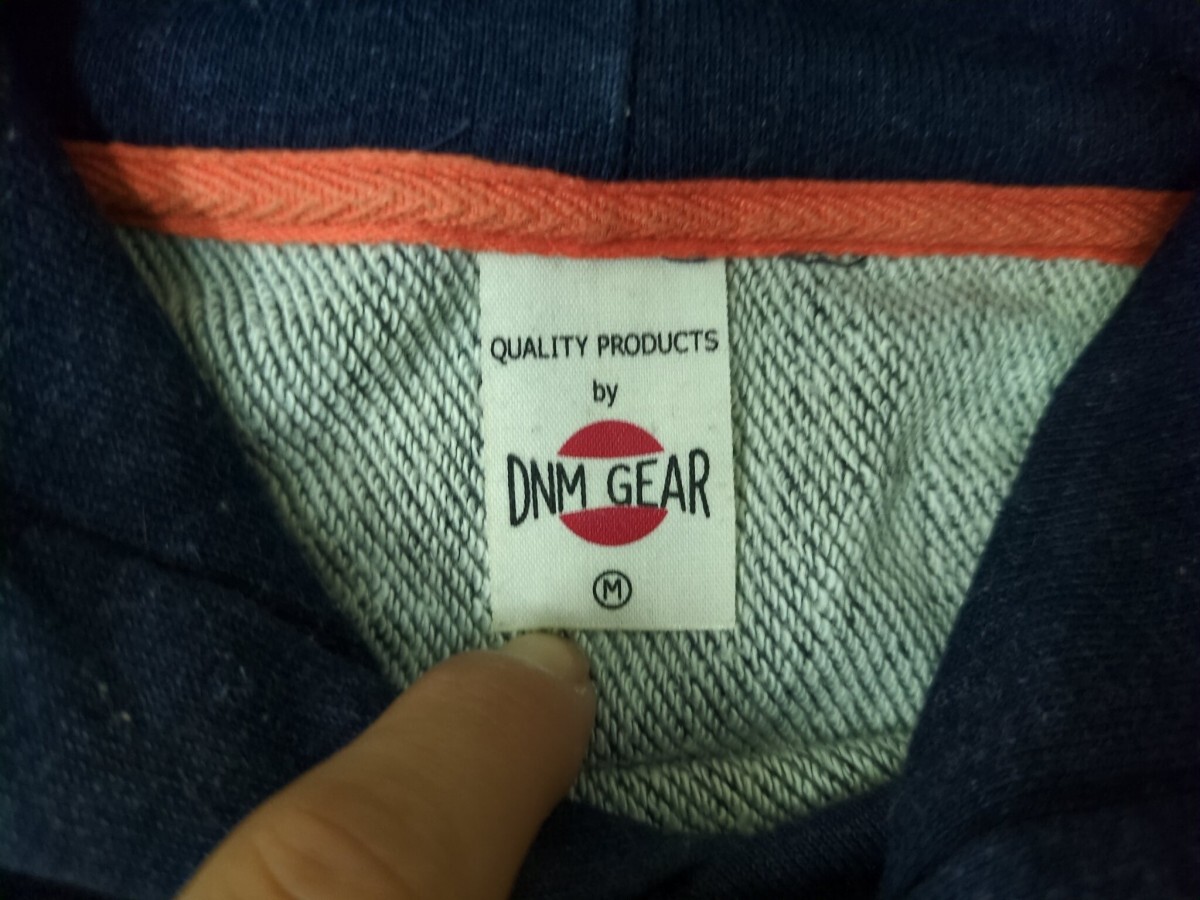 QUALITY PRODUCTS
by
DNM GEAR
M